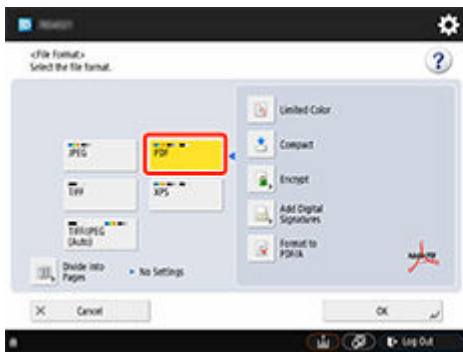 <File Format>
Select the file format.
JPEG
PDF
TIFF
XPS
TIFF/JPEG
(Auto)
Divide into
Pages
No Settings
Limited Color
Compact
Encrypt
Add Digital
Signatures
Format to
PDF/A
Cancel
OK
Log Out